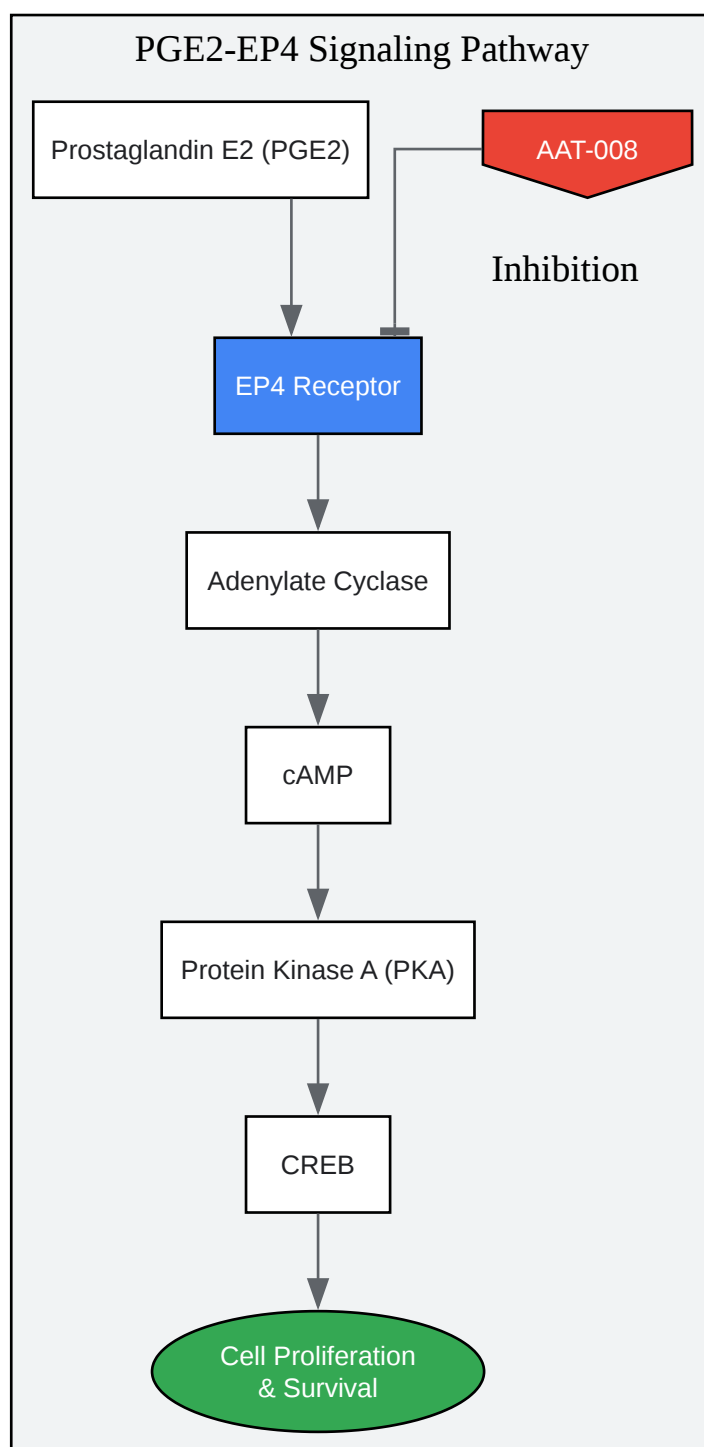 PGE2-EP4 Signaling Pathway
Prostaglandin E2 (PGE2)
AAT-008
Inhibition
EP4 Receptor
Adenylate Cyclase
cAMP
Protein Kinase A (PKA)
CREB
Cell Proliferation
& Survival